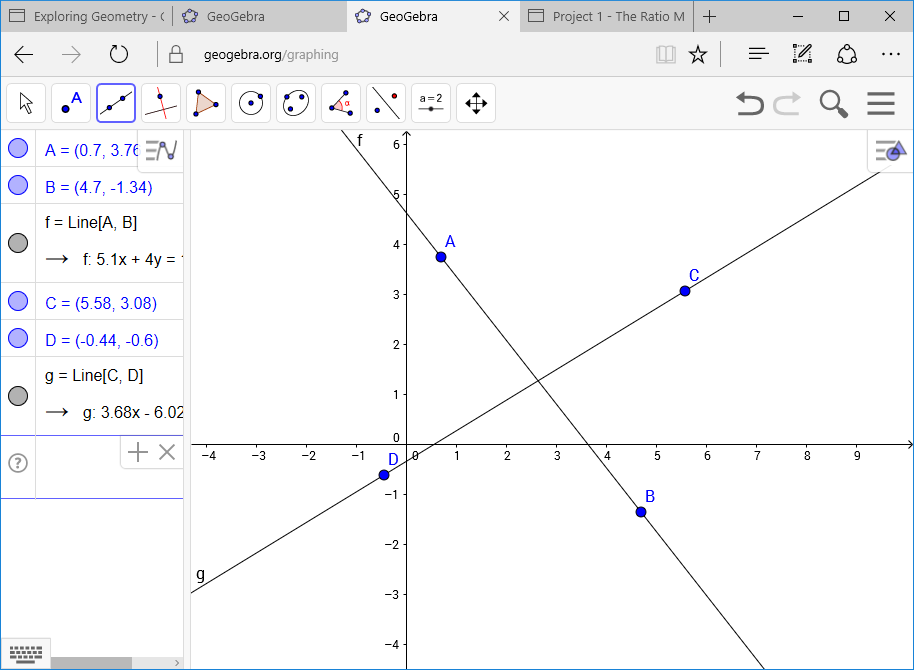 Exploring Geometry - 
GeoGebra
GeoGebra
Project 1 - The Ratio M
geogebra.org/graphing
A
α
a=2
A = (0.7, 3.76
B = (4.7, -1.34)
f = Line[A, B]
→ f: 5.1x + 4y =
C = (5.58, 3.08)
D = (-0.44, -0.6)
g = Line[C, D]
→ g: 3.68x - 6.02
?
f
6
5
4
A
C
3
2
1
0
−4 −3 −2 −1 0 1 2 3 4 5 6 7 8 9
D
−1
B
−2
g
−3
−4